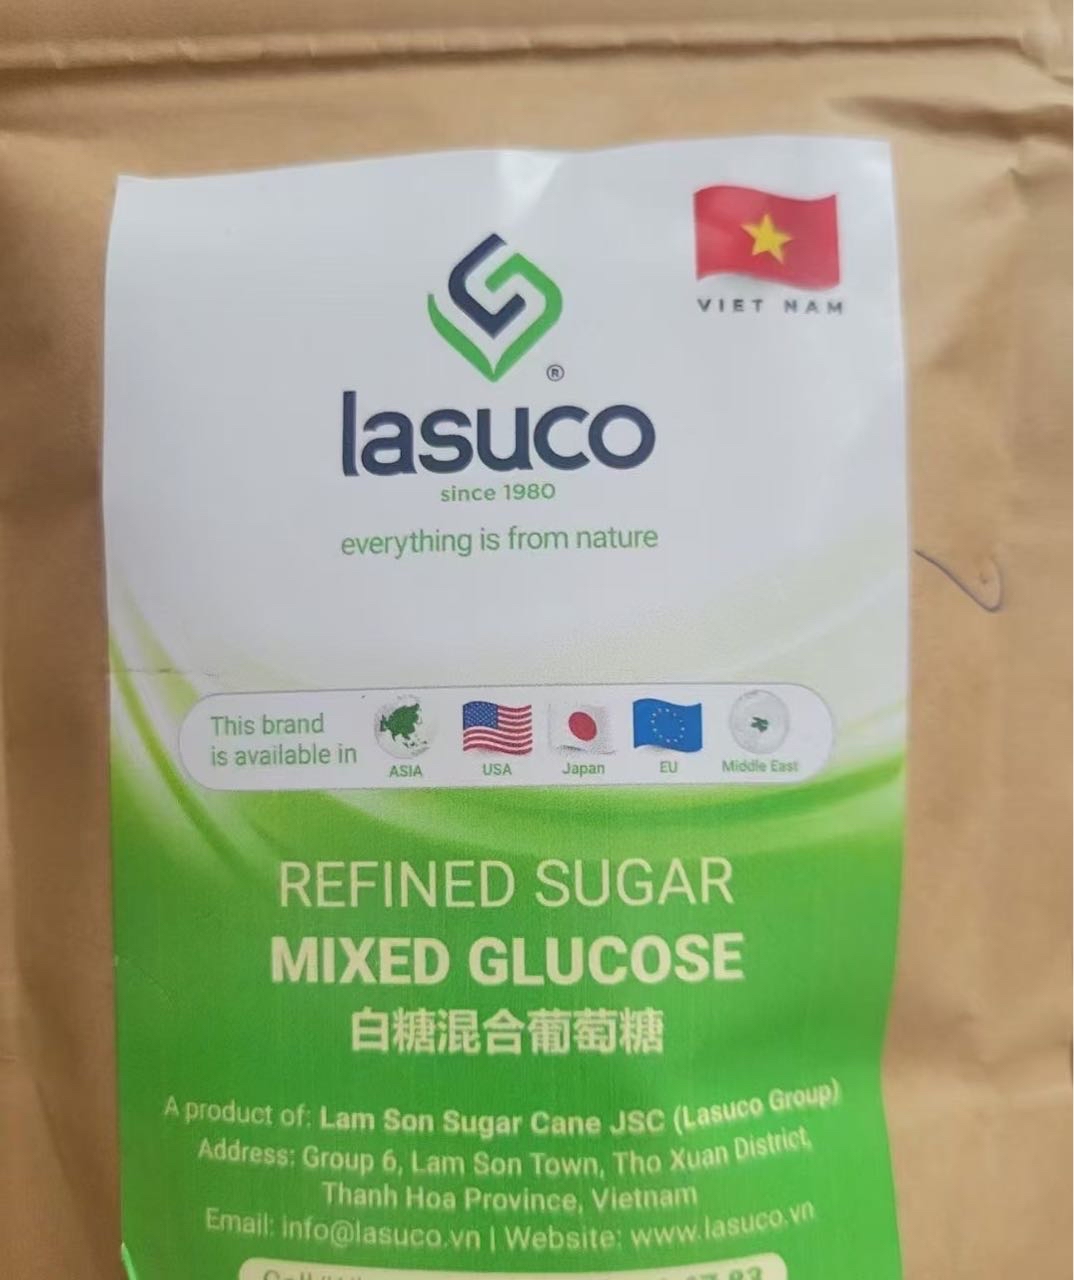 VIET NAM
®
lasuco
since 1980
everything is from nature
This brand
is available in
ASIA
USA
Japan
EU
Middle East
REFINED SUGAR
MIXED GLUCOSE
白糖混合葡萄糖
A product of: Lam Son Sugar Cane JSC (Lasuco Group)
Address: Group 6, Lam Son Town, Tho Xuan District,
Thanh Hoa Province, Vietnam
Email: info@lasuco.vn | Website: www.lasuco.vn